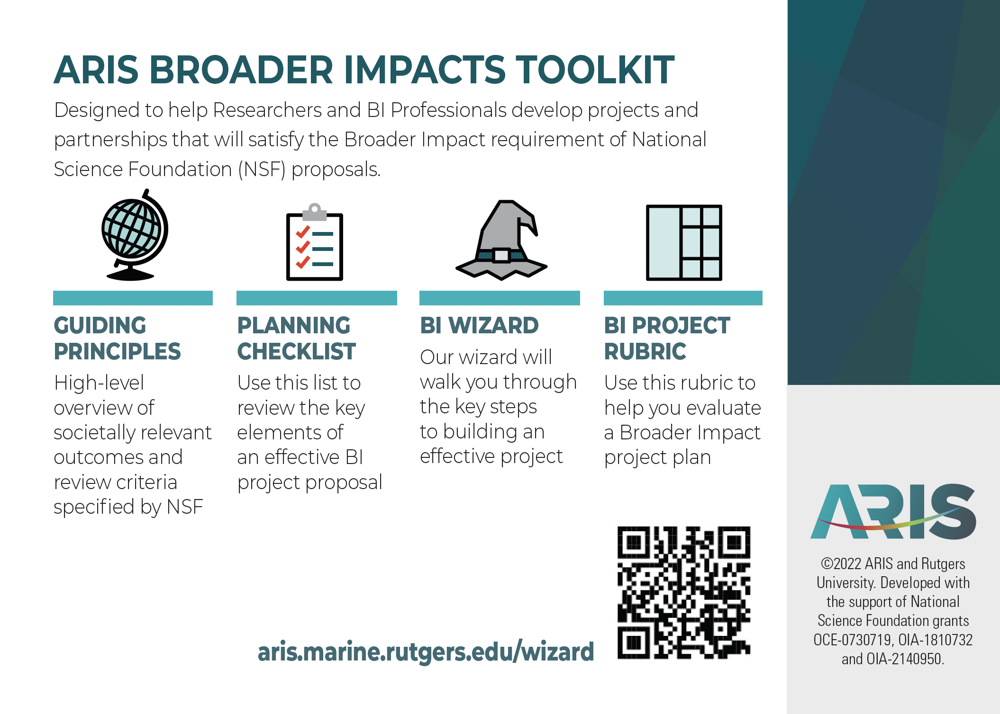 ARIS BROADER IMPACTS TOOLKIT
Designed to help Researchers and BI Professionals develop projects and
partnerships that will satisfy the Broader Impact requirement of National
Science Foundation (NSF) proposals.
GUIDING
PRINCIPLES
High-level
overview of
societally relevant
outcomes and
review criteria
specified by NSF
PLANNING
CHECKLIST
Use this list to
review the key
elements of
an effective BI
project proposal
BI WIZARD
Our wizard will
walk you through
the key steps
to building an
effective project
BI PROJECT
RUBRIC
Use this rubric to
help you evaluate
a Broader Impact
project plan
aris.marine.rutgers.edu/wizard
ARIS
©2022 ARIS and Rutgers
University. Developed with
the support of National
Science Foundation grants
OCE-0730719, OIA-1810732
and OIA-2140950.